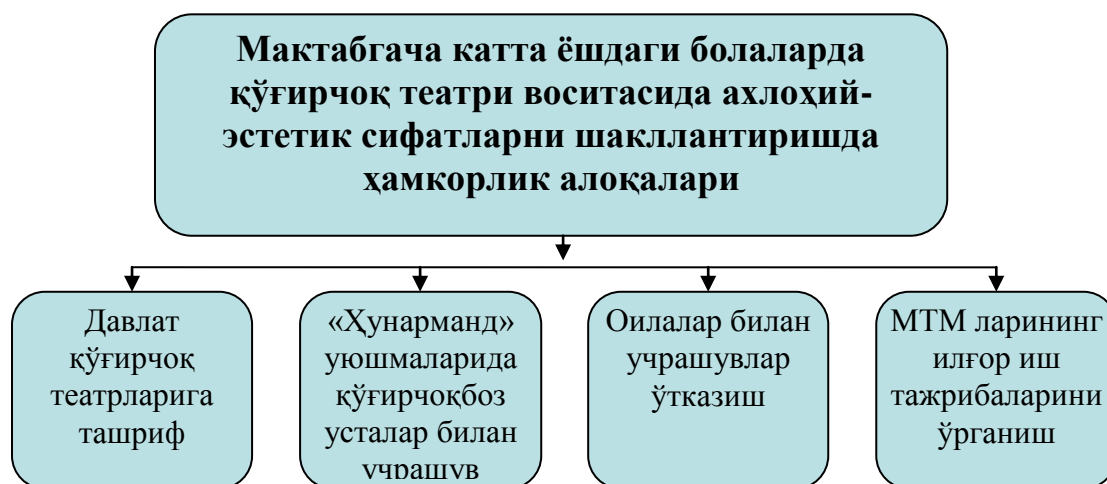 Мактабгача катта ёшдаги болаларда
қўғирчоқ театри воситасида ахлоҳий-
эстетик сифатларни шакллантиришда
ҳамкорлик алоқалари
Давлат
қўғирчоқ
театрларига
ташриф
«Ҳунарманд»
уюшмаларида
қўғирчоқбоз
усталар билан
учрашув
Оилалар билан
учрашувлар
ўтказиш
МТМ ларининг
илғор иш
тажрибаларини
ўрганиш